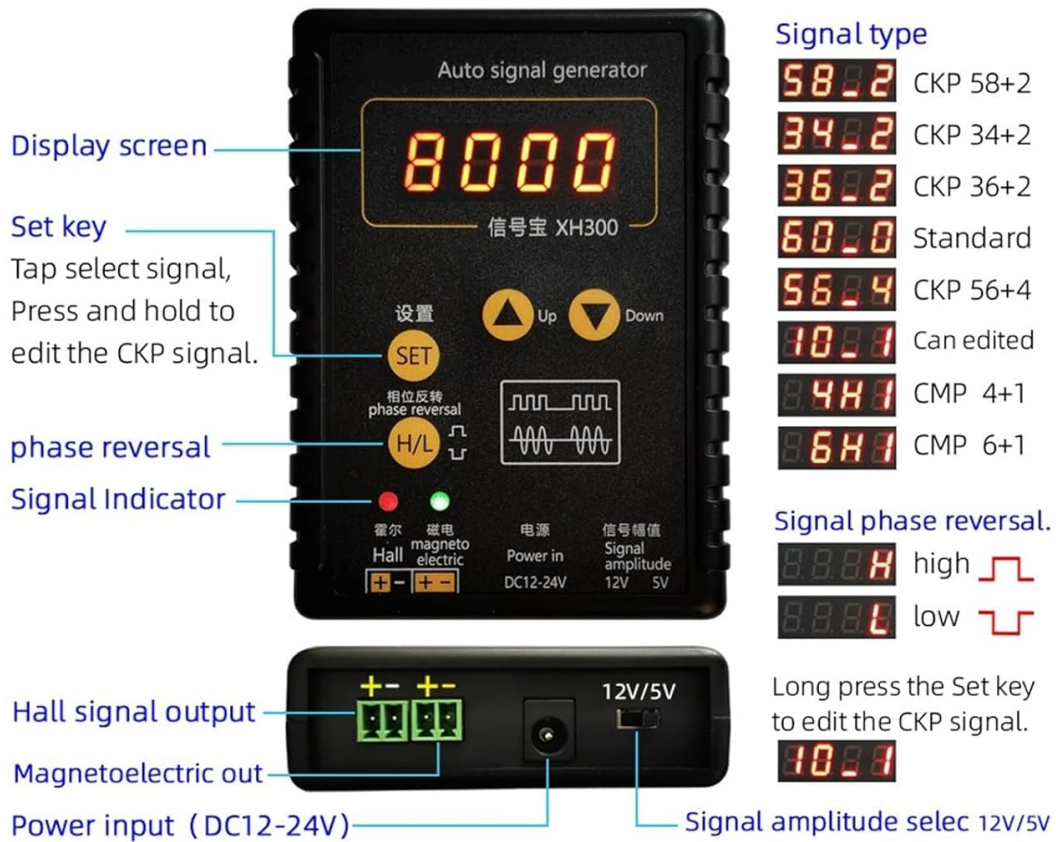 Auto signal generator
8000
信号宝 XH300
设置
SET
Up
Down
相位反转
phase reversal
H/L
霍尔
Hall
+ -
磁电
magneto
electric
+ -
电源
Power in
DC12-24V
信号幅值
Signal
amplitude
12V 5V
+ - + -
12V/5V
Display screen
Set key
Tap select signal,
Press and hold to
edit the CKP signal.
phase reversal
Signal Indicator
Hall signal output
Magnetoelectric out
Power input (DC12-24V)
Signal amplitude selec 12V/5V
Signal type
58_2 CKP 58+2
34_2 CKP 34+2
36_2 CKP 36+2
60_0 Standard
56_4 CKP 56+4
10_1 Can edited
4H1 CMP 4+1
6H1 CMP 6+1
Signal phase reversal.
H high
L low
Long press the Set key
to edit the CKP signal.
10_1